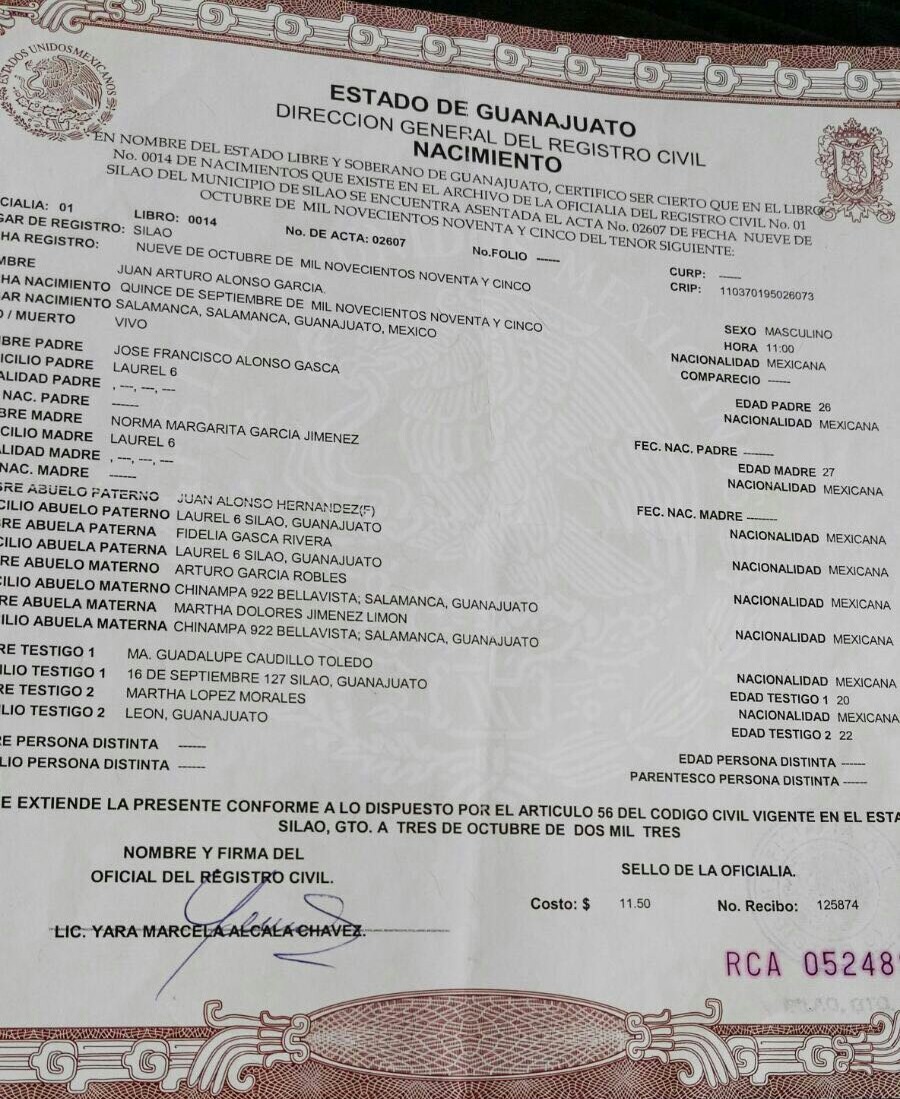 ESTADOS UNIDOS MEXICANOS
ESTADO DE GUANAJUATO
DIRECCION GENERAL DEL REGISTRO CIVIL
NACIMIENTO
EN NOMBRE DEL ESTADO LIBRE Y SOBERANO DE GUANAJUATO, CERTIFICO SER CIERTO QUE EN EL LIBRO
No. 0014 DE NACIMIENTOS QUE EXISTE EN EL ARCHIVO DE LA OFICIALIA DEL REGISTRO CIVIL No. 01
SILAO DEL MUNICIPIO DE SILAO SE ENCUENTRA ASENTADA EL ACTA No. 02607 DE FECHA NUEVE DE
OCTUBRE DE MIL NOVECIENTOS NOVENTA Y CINCO DEL TENOR SIGUIENTE:
CIALIA: 01 LIBRO: 0014 No. DE ACTA: 02607 No.FOLIO ------
GAR DE REGISTRO: SILAO CURP: -----
HA REGISTRO: NUEVE DE OCTUBRE DE MIL NOVECIENTOS NOVENTA Y CINCO CRIP: 110370195026073
MBRE JUAN ARTURO ALONSO GARCIA SEXO MASCULINO
HA NACIMIENTO QUINCE DE SEPTIEMBRE DE MIL NOVECIENTOS NOVENTA Y CINCO HORA 11:00
AR NACIMIENTO SALAMANCA, SALAMANCA, GUANAJUATO, MEXICO NACIONALIDAD MEXICANA
O / MUERTO VIVO COMPARECIO ------
BRE PADRE JOSE FRANCISCO ALONSO GASCA EDAD PADRE 26
ICILIO PADRE LAUREL 6 NACIONALIDAD MEXICANA
ALIDAD PADRE , ---, ---, ---
NAC. PADRE ------ FEC. NAC. PADRE --------
BRE MADRE NORMA MARGARITA GARCIA JIMENEZ EDAD MADRE 27
CILIO MADRE LAUREL 6 NACIONALIDAD MEXICANA
ALIDAD MADRE , ---, ---, ---
NAC. MADRE ------ FEC. NAC. MADRE --------
BRE ABUELO PATERNO JUAN ALONSO HERNANDEZ(F) NACIONALIDAD MEXICANA
CILIO ABUELO PATERNO LAUREL 6 SILAO, GUANAJUATO
BRE ABUELA PATERNA FIDELIA GASCA RIVERA NACIONALIDAD MEXICANA
CILIO ABUELA PATERNA LAUREL 6 SILAO, GUANAJUATO
RE ABUELO MATERNO ARTURO GARCIA ROBLES NACIONALIDAD MEXICANA
CILIO ABUELO MATERNO CHINAMPA 922 BELLAVISTA; SALAMANCA, GUANAJUATO
RE ABUELA MATERNA MARTHA DOLORES JIMENEZ LIMON NACIONALIDAD MEXICANA
CILIO ABUELA MATERNA CHINAMPA 922 BELLAVISTA; SALAMANCA, GUANAJUATO
RE TESTIGO 1 MA. GUADALUPE CAUDILLO TOLEDO NACIONALIDAD MEXICANA
ILIO TESTIGO 1 16 DE SEPTIEMBRE 127 SILAO, GUANAJUATO EDAD TESTIGO 1 20
RE TESTIGO 2 MARTHA LOPEZ MORALES NACIONALIDAD MEXICANA
LIO TESTIGO 2 LEON, GUANAJUATO EDAD TESTIGO 2 22
RE PERSONA DISTINTA ------ EDAD PERSONA DISTINTA ------
LIO PERSONA DISTINTA ------ PARENTESCO PERSONA DISTINTA ------
E EXTIENDE LA PRESENTE CONFORME A LO DISPUESTO POR EL ARTICULO 56 DEL CODIGO CIVIL VIGENTE EN EL ESTA
SILAO, GTO. A TRES DE OCTUBRE DE DOS MIL TRES
NOMBRE Y FIRMA DEL
OFICIAL DEL REGISTRO CIVIL.
SELLO DE LA OFICIALIA.
Costo: $ 11.50 No. Recibo: 125874
LIC. YARA MARCELA ALCALA CHAVEZ.
RCA 05248